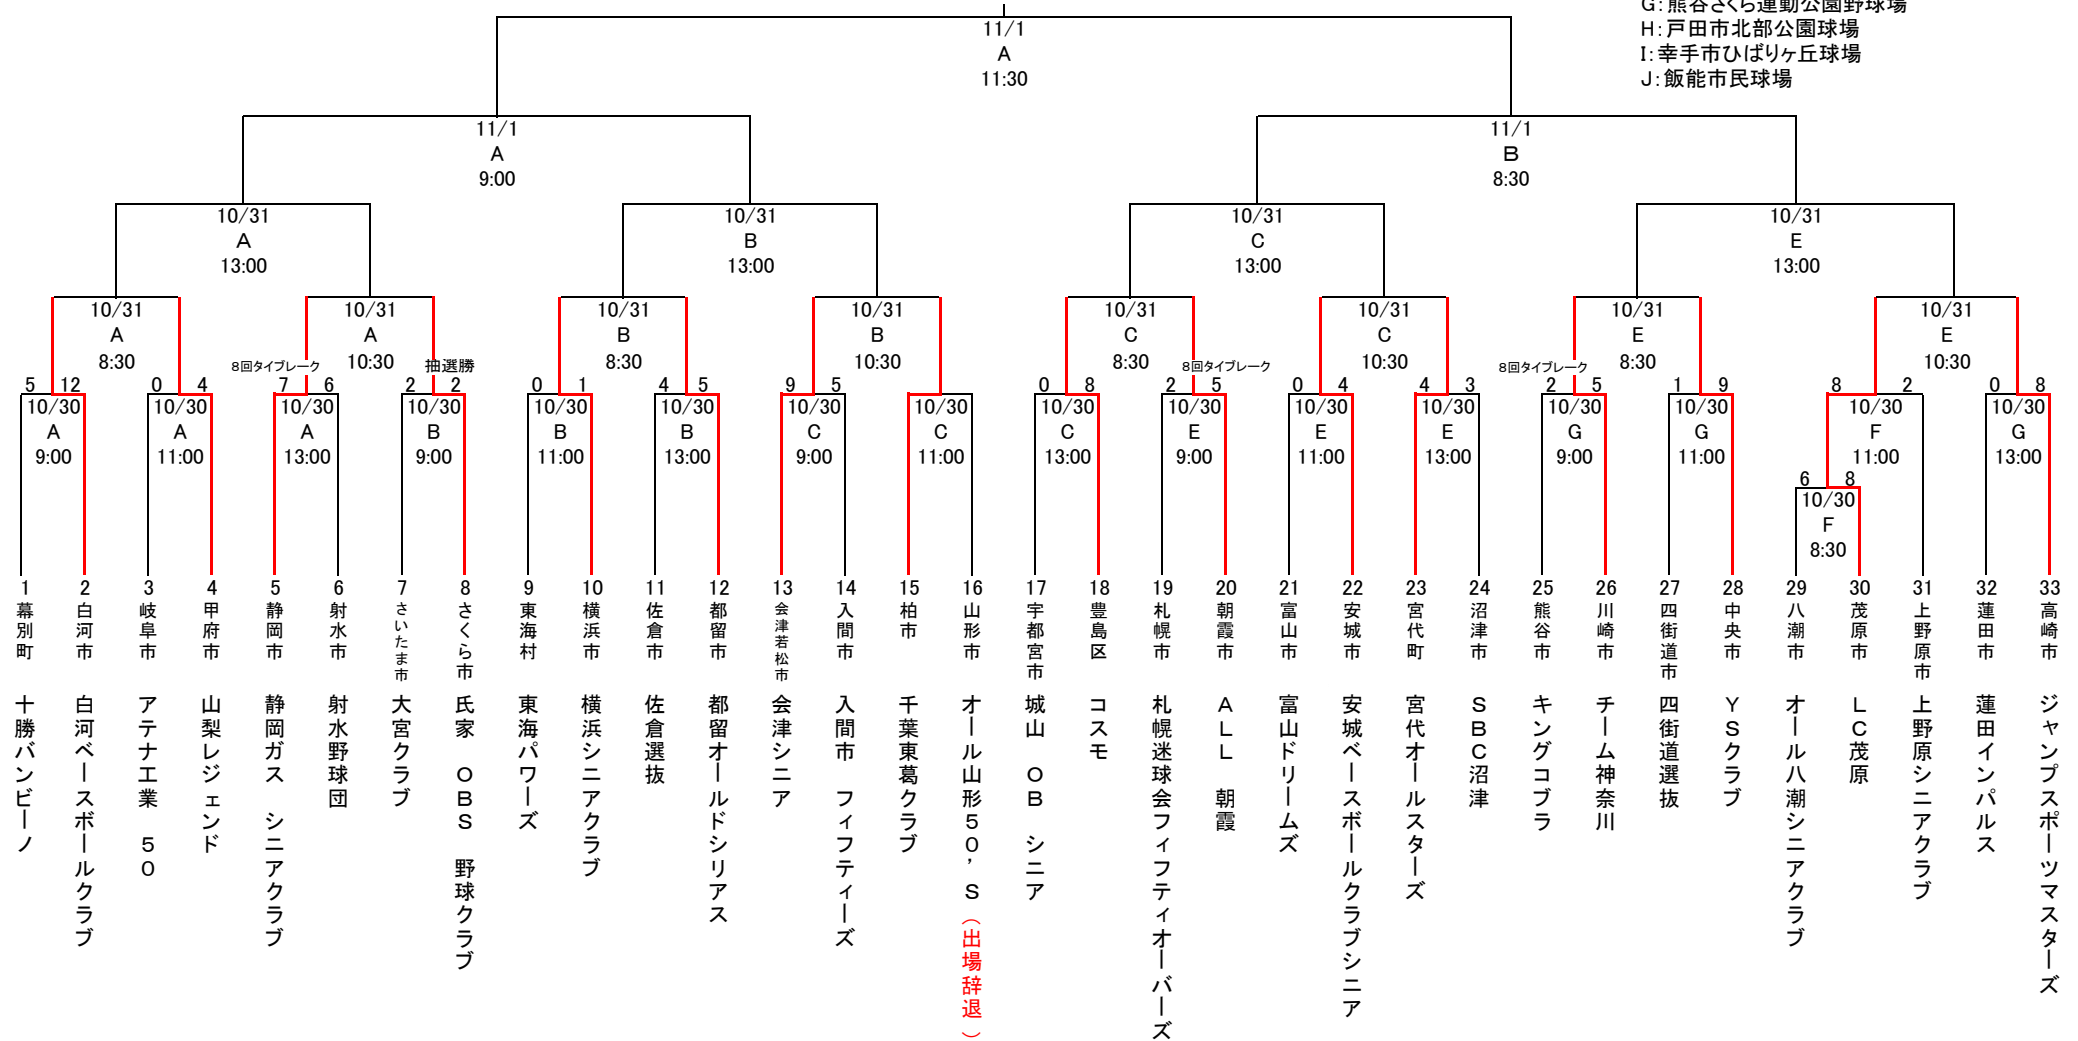 G:熊谷さくら運動公園野球場
H:戸田市北部公園球場
I:幸手市ひばりヶ丘球場
J:飯能市民球場
11/1
A
11:30
11/1
A
9:00
11/1
B
8:30
10/31
A
13:00
10/31
B
13:00
10/31
C
13:00
10/31
E
13:00
10/31
A
8:30
10/31
A
10:30
10/31
B
8:30
10/31
B
10:30
10/31
C
8:30
10/31
C
10:30
10/31
E
8:30
10/31
E
10:30
8回タイブレーク
抽選勝
8回タイブレーク
8回タイブレーク
5 12
10/30
A
9:00
0 4
10/30
A
11:00
7 6
10/30
A
13:00
2 2
10/30
B
9:00
0 1
10/30
B
11:00
4 5
10/30
B
13:00
9 5
10/30
C
9:00
10/30
C
11:00
0 8
10/30
C
13:00
2 5
10/30
E
9:00
0 4
10/30
E
11:00
4 3
10/30
E
13:00
2 5
10/30
G
9:00
1 9
10/30
G
11:00
8 2
10/30
F
11:00
0 8
10/30
G
13:00
6 8
10/30
F
8:30
1
幕別町
十勝バンビーノ
2
白河市
白河ベースボールクラブ
3
岐阜市
アテナ工業 50
4
甲府市
山梨レジェンド
5
静岡市
静岡ガス シニアクラブ
6
射水市
射水野球団
7
さいたま市
大宮クラブ
8
さくら市
氏家 OBS 野球クラブ
9
東海村
東海パワーズ
10
横浜市
横浜シニアクラブ
11
佐倉市
佐倉選抜
12
都留市
都留オールドシリアス
13
会津若松市
会津シニア
14
入間市
入間市 フィフティーズ
15
柏市
千葉東葛クラブ
16
山形市
オール山形50'S(出場辞退)
17
宇都宮市
城山 OB シニア
18
豊島区
コスモ
19
札幌市
札幌迷球会フィフティオーバーズ
20
朝霞市
ALL 朝霞
21
富山市
富山ドリームズ
22
安城市
安城ベースボールクラブシニア
23
宮代町
宮代オールスターズ
24
沼津市
SBC沼津
25
熊谷市
キングコブラ
26
川崎市
チーム神奈川
27
四街道市
四街道選抜
28
中央市
YSクラブ
29
八潮市
オール八潮シニアクラブ
30
茂原市
LC茂原
31
上野原市
上野原シニアクラブ
32
蓮田市
蓮田インパルス
33
高崎市
ジャンプスポーツマスターズ